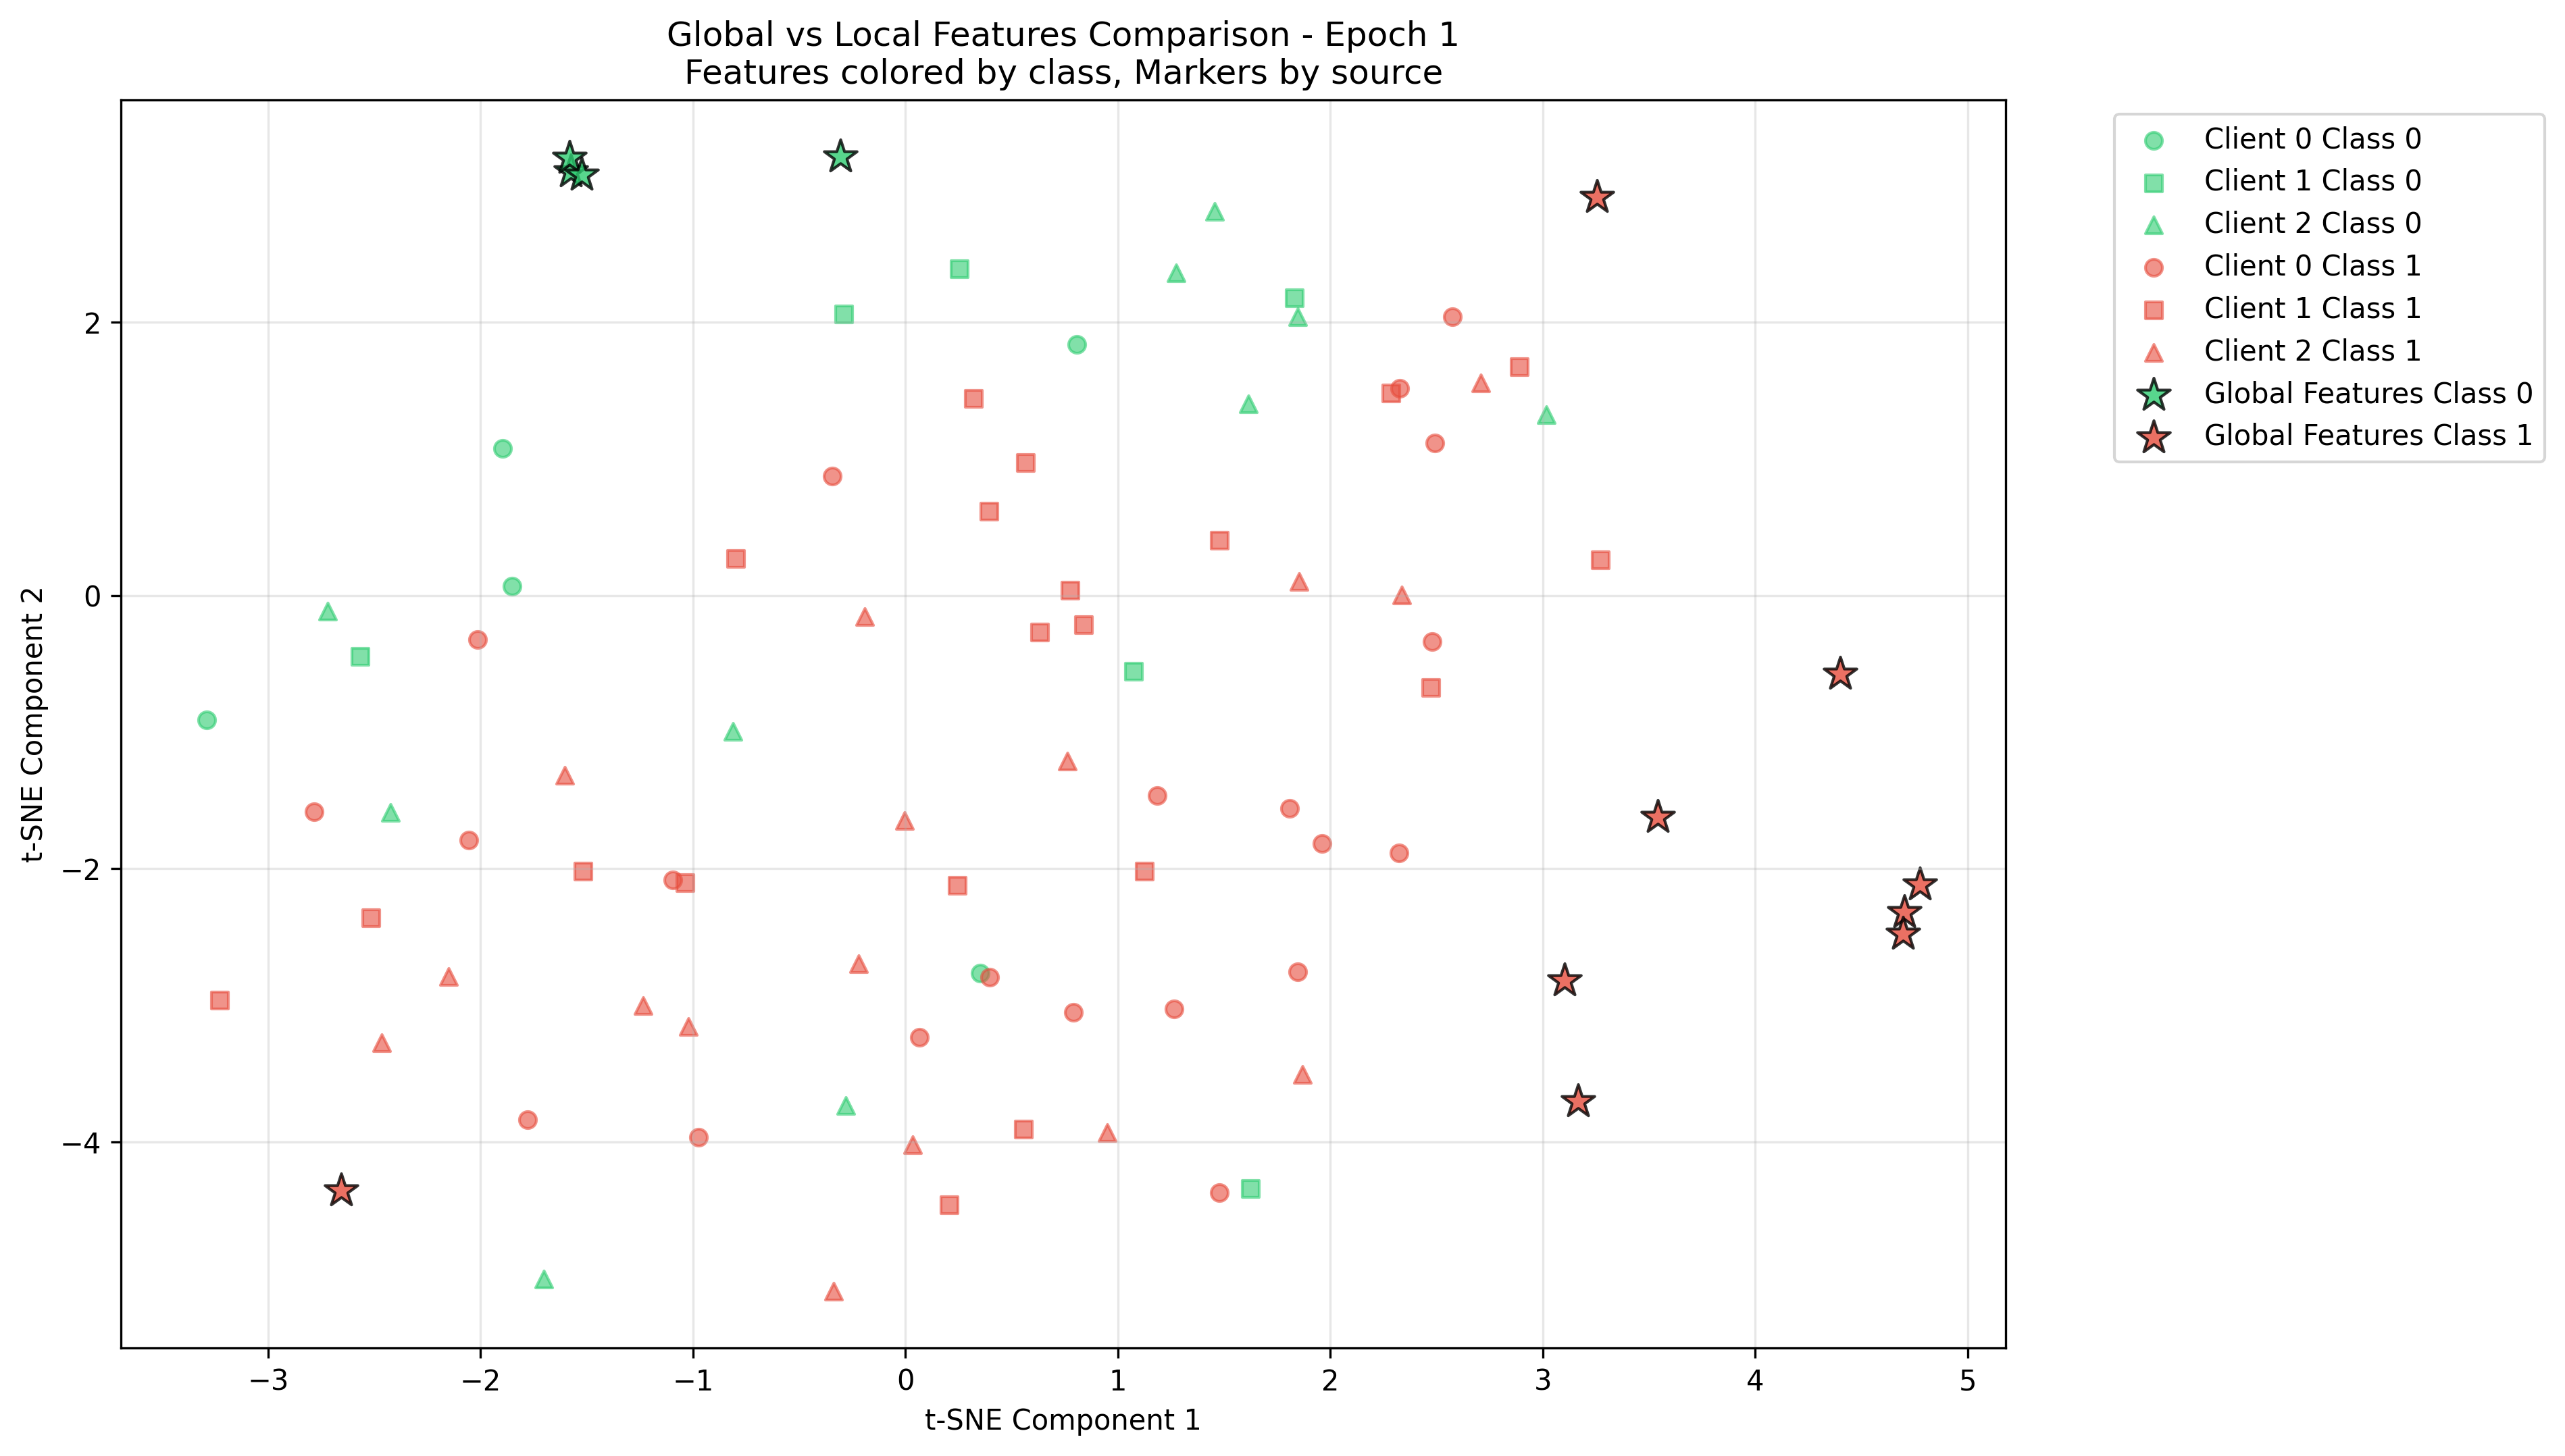 Global vs Local Features Comparison - Epoch 1
Features colored by class, Markers by source
Client 0 Class 0
Client 1 Class 0
Client 2 Class 0
Client 0 Class 1
Client 1 Class 1
Client 2 Class 1
Global Features Class 0
Global Features Class 1
t-SNE Component 2
2
0
−2
−4
−3
−2
−1
0
1
2
3
4
5
t-SNE Component 1